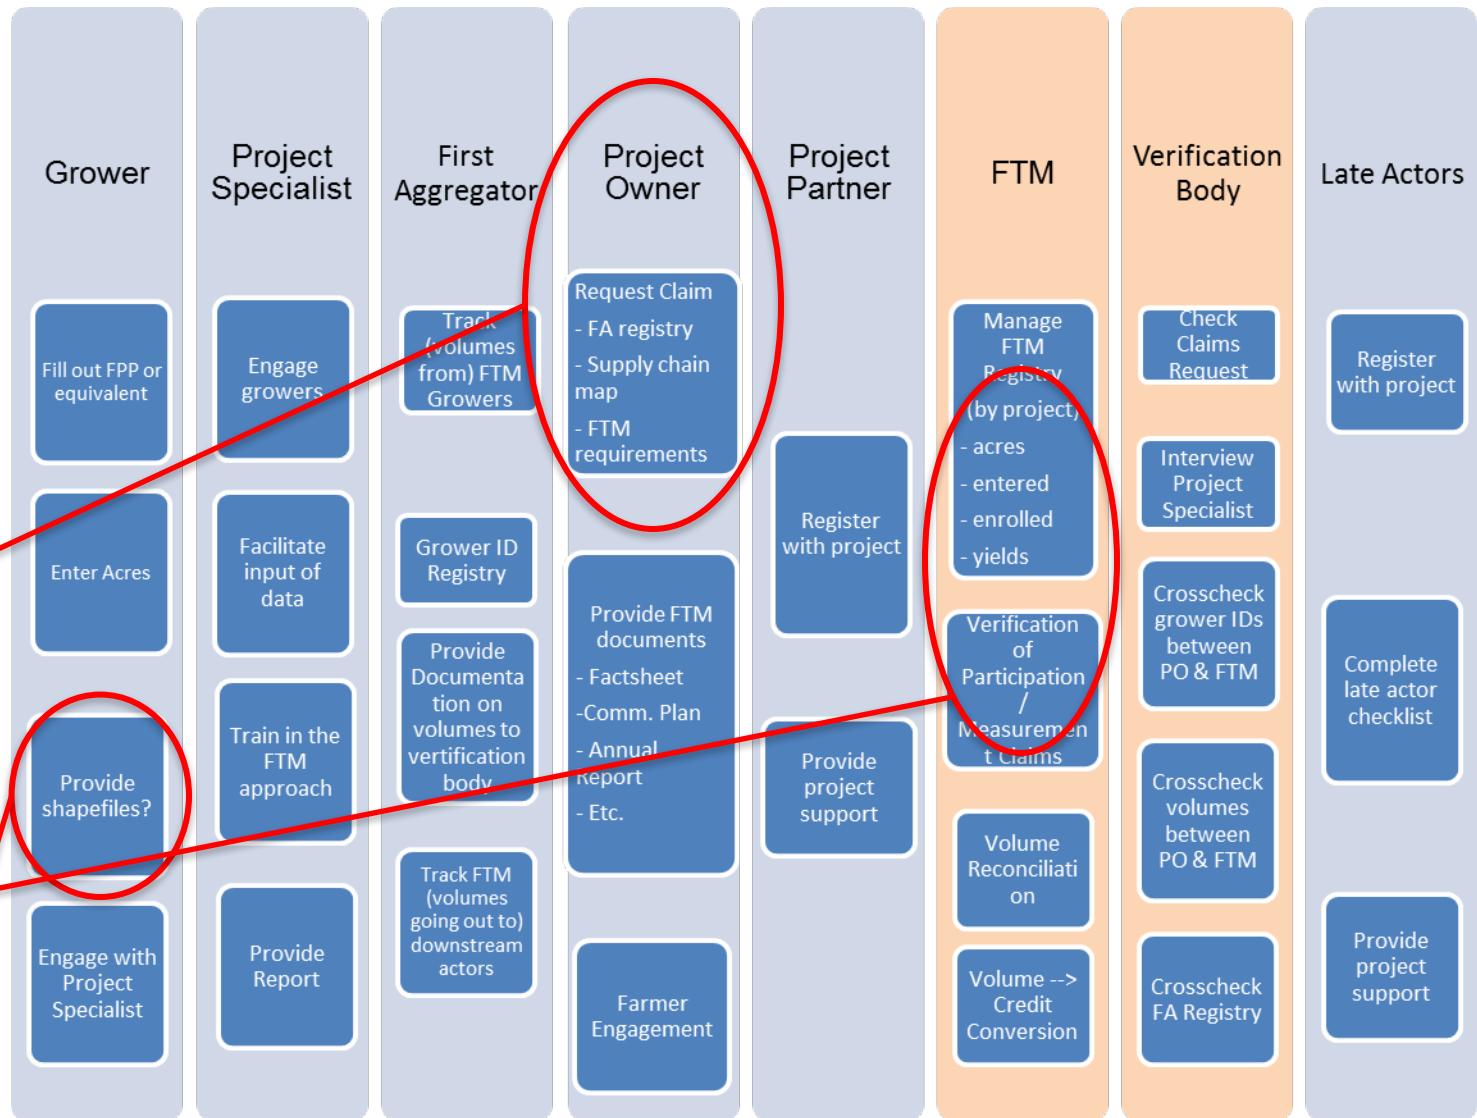 Grower
Fill out FPP or
equivalent
Enter Acres
Provide
shapefiles?
Engage with
Project
Specialist
Project
Specialist
Engage
growers
Facilitate
input of
data
Train in the
FTM
approach
Provide
Report
First
Aggregator
Track
(volumes
from) FTM
Growers
Grower ID
Registry
Provide
Documenta
tion on
volumes to
vertification
body
Track FTM
(volumes
going out to)
downstream
actors
Project
Owner
Request Claim
- FA registry
- Supply chain
map
- FTM
requirements
Provide FTM
documents
- Factsheet
-Comm. Plan
- Annual
Report
- Etc.
Farmer
Engagement
Project
Partner
Register
with project
Provide
project
support
FTM
Manage
FTM
Registry
(by project)
- acres
- entered
- enrolled
- yields
Verification
of
Participation
/
Measuremen
t Claims
Volume
Reconciliati
on
Volume -->
Credit
Conversion
Verification
Body
Check
Claims
Request
Interview
Project
Specialist
Crosscheck
grower IDs
between
PO & FTM
Crosscheck
volumes
between
PO & FTM
Crosscheck
FA Registry
Late Actors
Register
with project
Complete
late actor
checklist
Provide
project
support